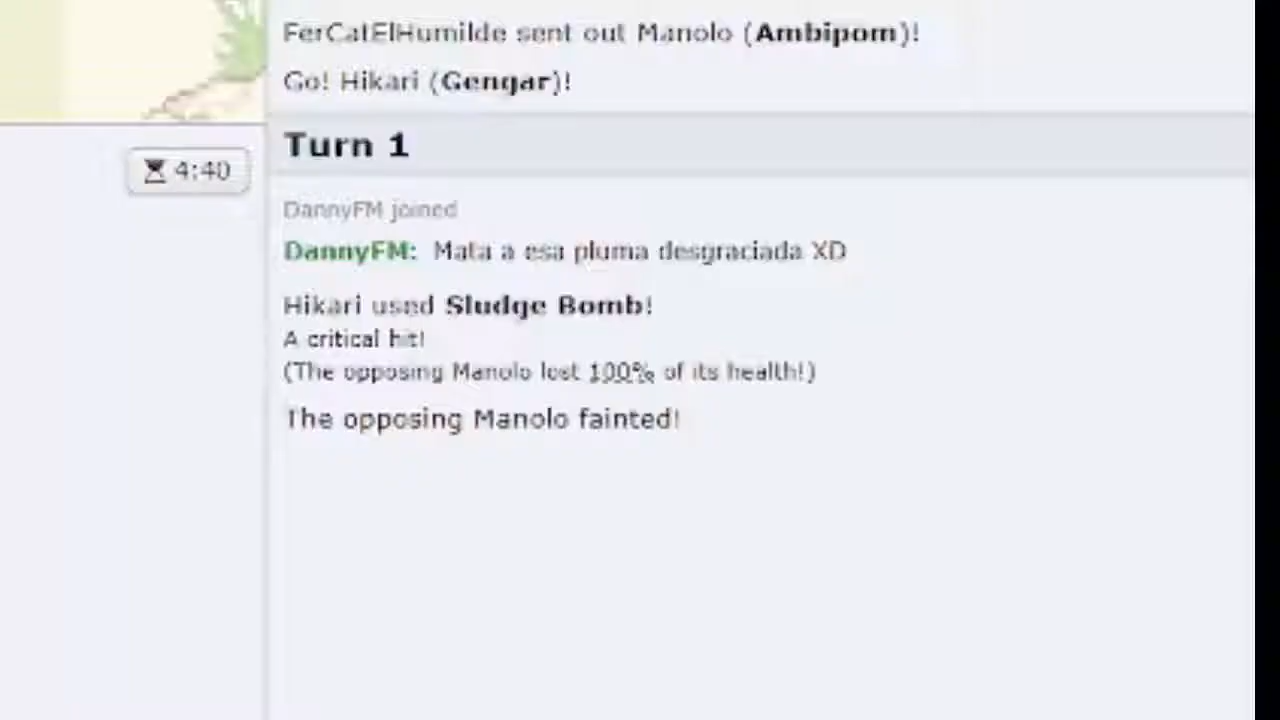 FerCatElHumilde sent out Manolo (Ambipom)!
Go! Hikari (Gengar)!
Turn 1
4:40
DannyFM joined
DannyFM: Mata a esa pluma desgraciada XD
Hikari used Sludge Bomb!
A critical hit!
(The opposing Manolo lost 100% of its health!)
The opposing Manolo fainted!